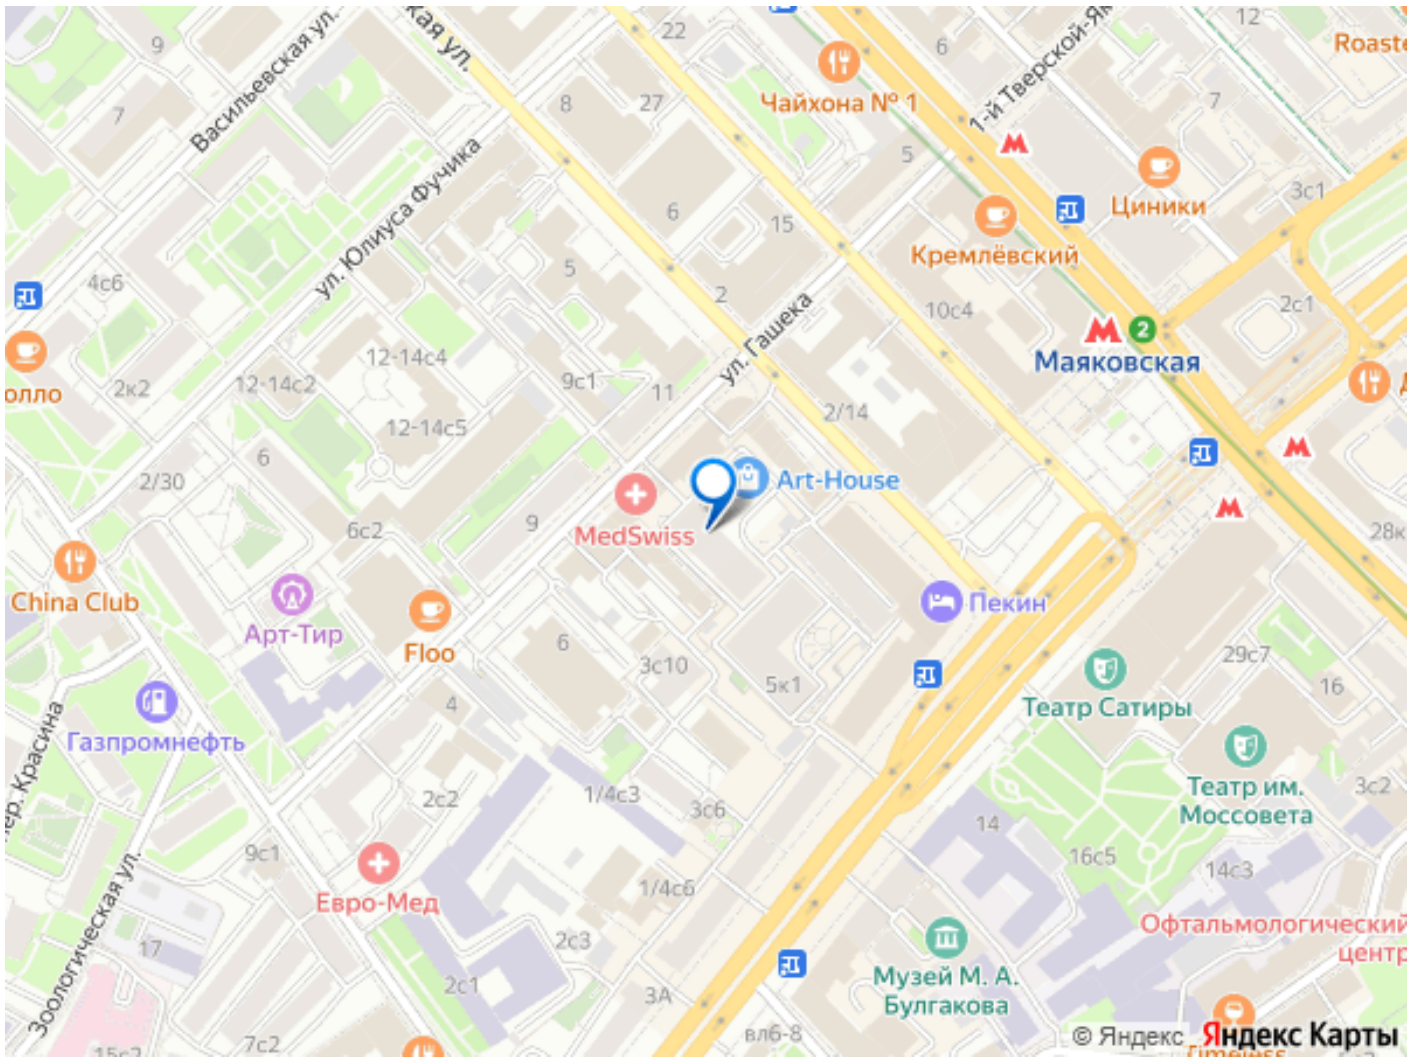 9
Васильевская ул.
кая ул.
22
Чайхона № 1
6
1-й Тверской-Ям
12
Roaste
7
8
27
5
7
3с1
Циники
ул. Юлиуса Фучика
6
15
Кремлёвский
4с6
5
2
ул. Гашека
10с4
2
Маяковская
2с1
олло
2к2
12-14с4
12-14с2
12-14с5
9с1
11
2/14
Д
6
2/30
MedSwiss
Art-House
6с2
9
28к
China Club
Арт-Тир
Floo
Пекин
6
3с10
5к1
29с7
16
Театр Сатиры
Газпромнефть
4
пер. Красина
2с2
1/4с3
3с6
Театр им.
Моссовета
3с2
14
16с5
14с3
9с1
Евро-Мед
1/4с6
Зоологическая ул.
17
2с3
2с1
3А
Музей М. А.
Булгакова
Офтальмологический
центр
15с2
7с2
вл6-8
Timeless
© Яндекс
Яндекс Карты